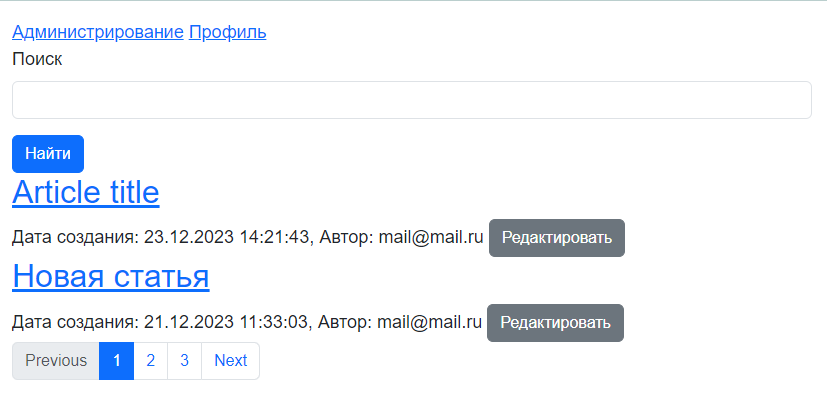 Администрирование Профиль
Поиск
Найти
Article title
Дата создания: 23.12.2023 14:21:43, Автор: mail@mail.ru Редактировать
Новая статья
Дата создания: 21.12.2023 11:33:03, Автор: mail@mail.ru Редактировать
Previous 1 2 3 Next